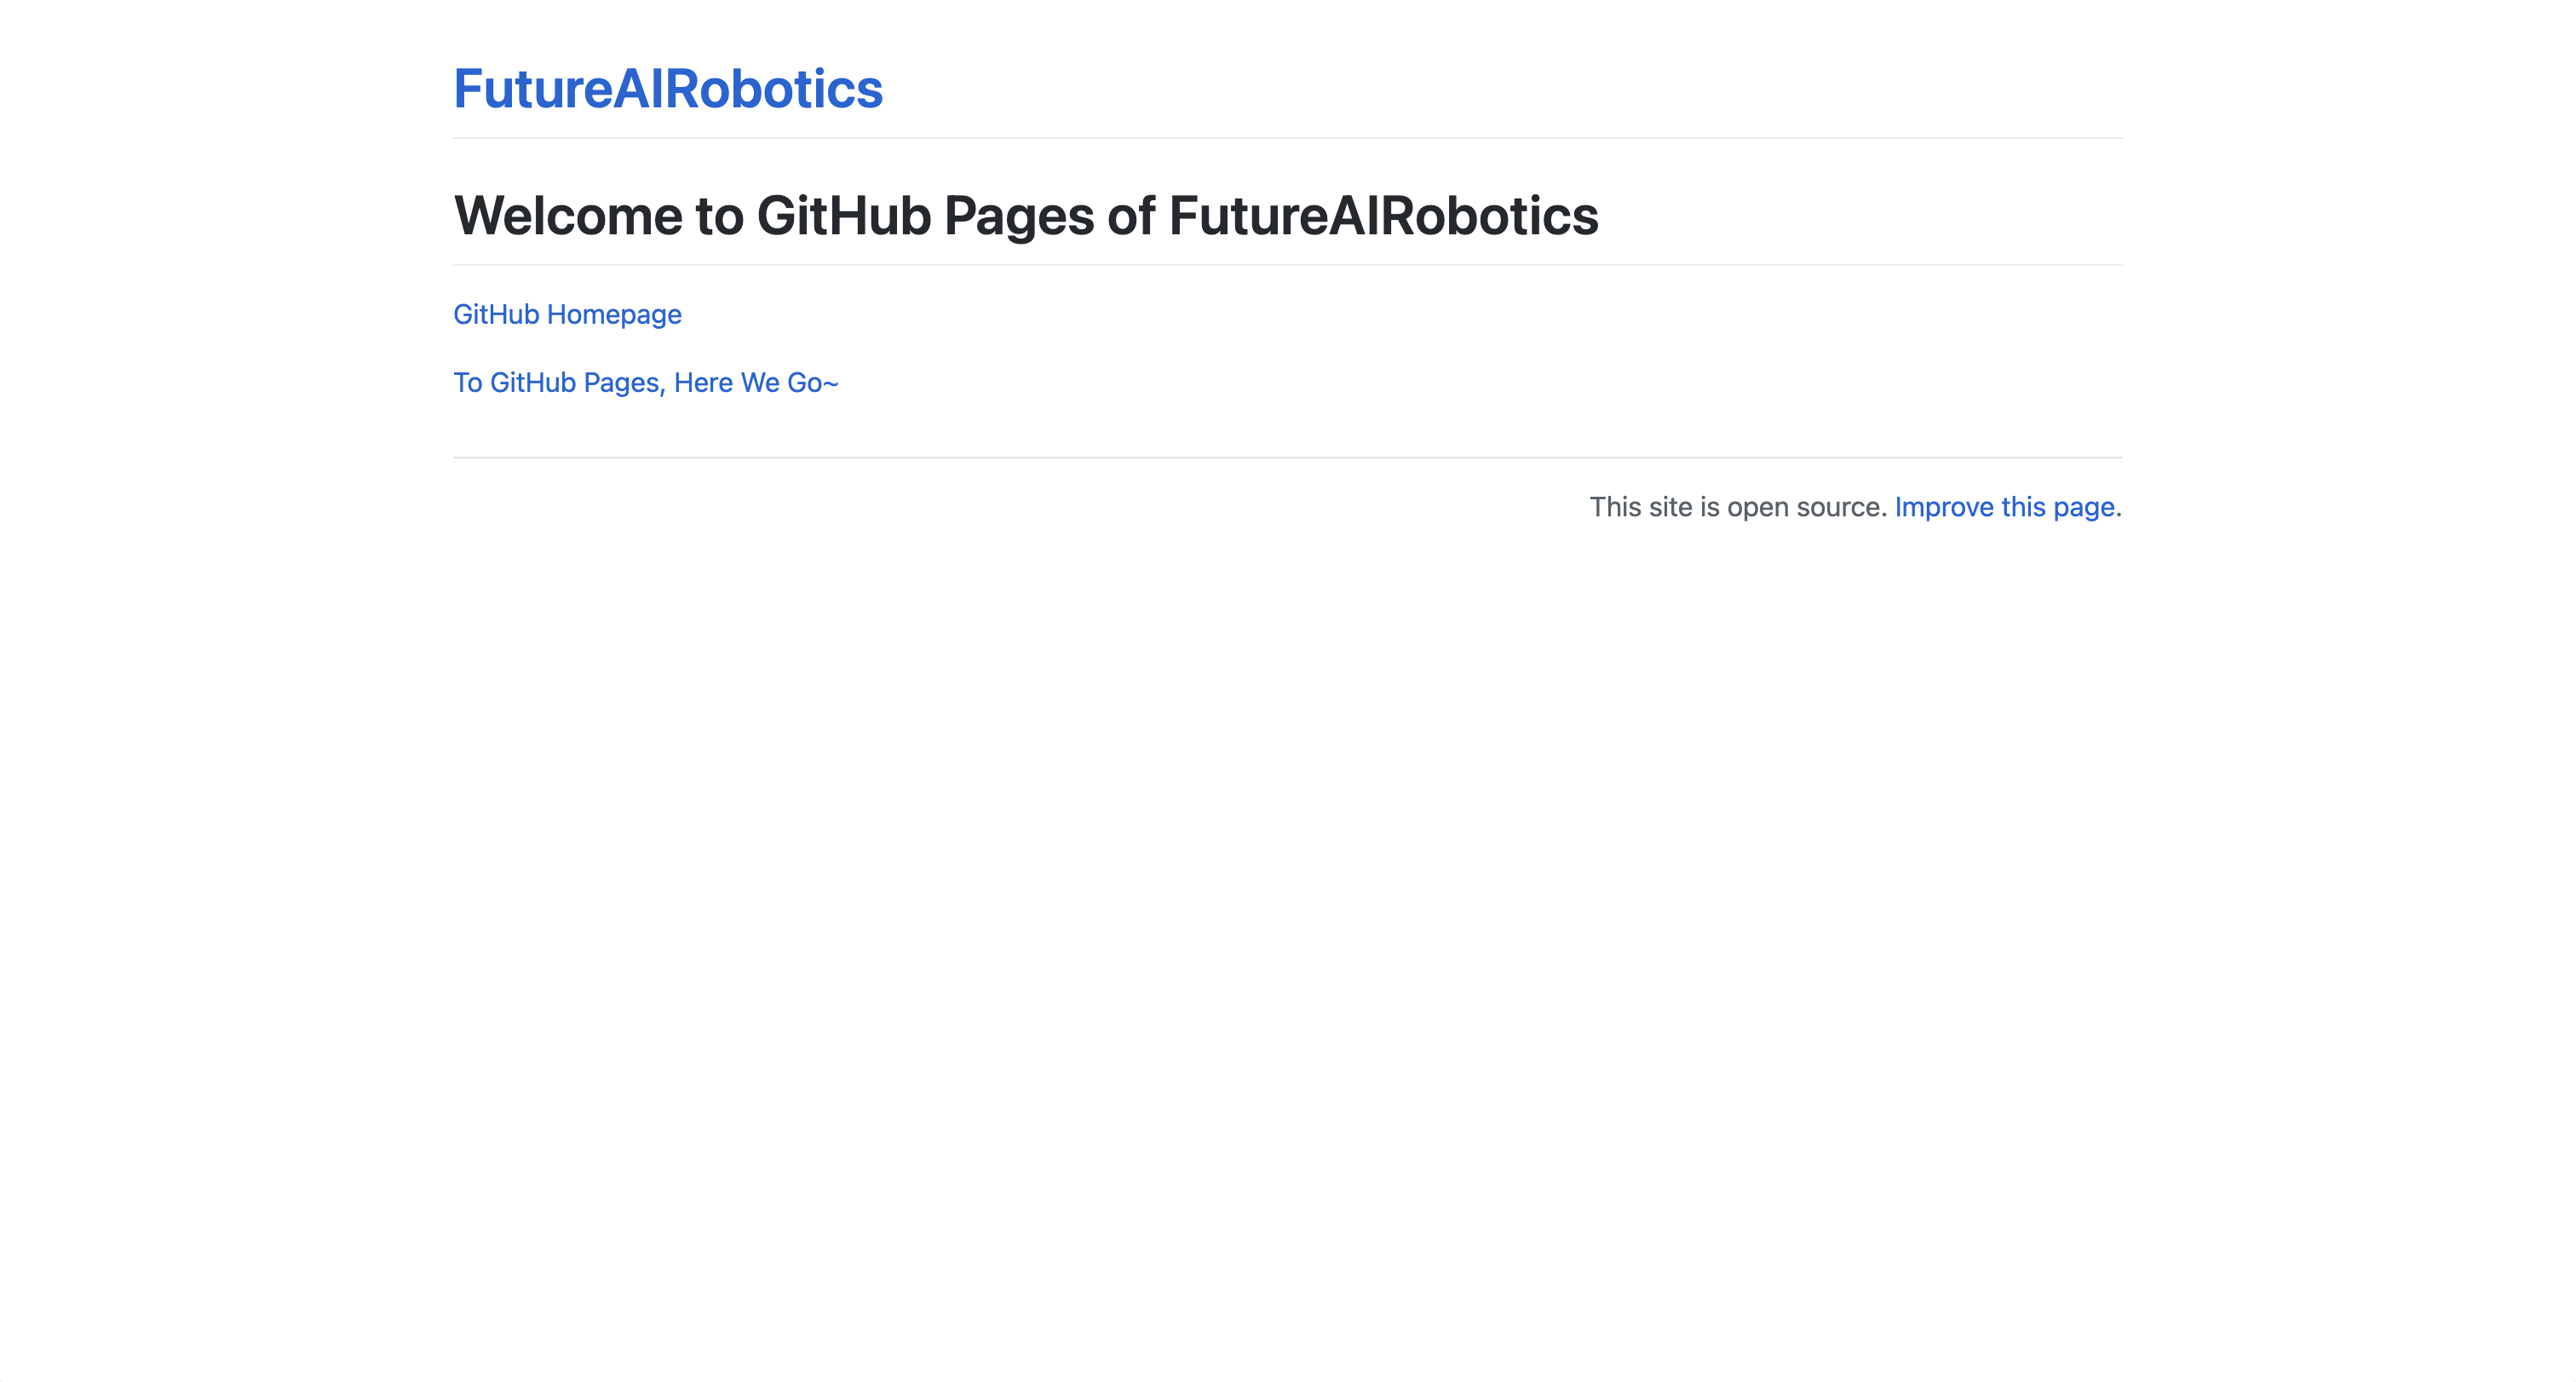 FutureAIRobotics
Welcome to GitHub Pages of FutureAIRobotics
GitHub Homepage
To GitHub Pages, Here We Go~
This site is open source. Improve this page.